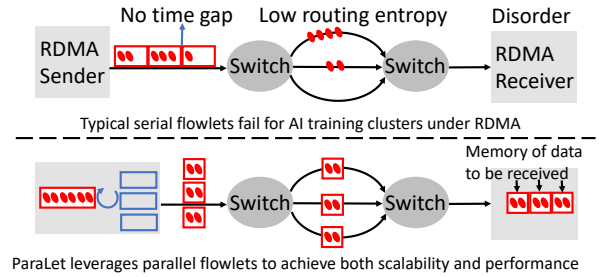 No time gap
Low routing entropy
Disorder
RDMA
Sender
Switch
Switch
RDMA
Receiver
Typical serial flowlets fail for AI training clusters under RDMA
Memory of data
to be received
Switch
Switch
ParaLet leverages parallel flowlets to achieve both scalability and performance